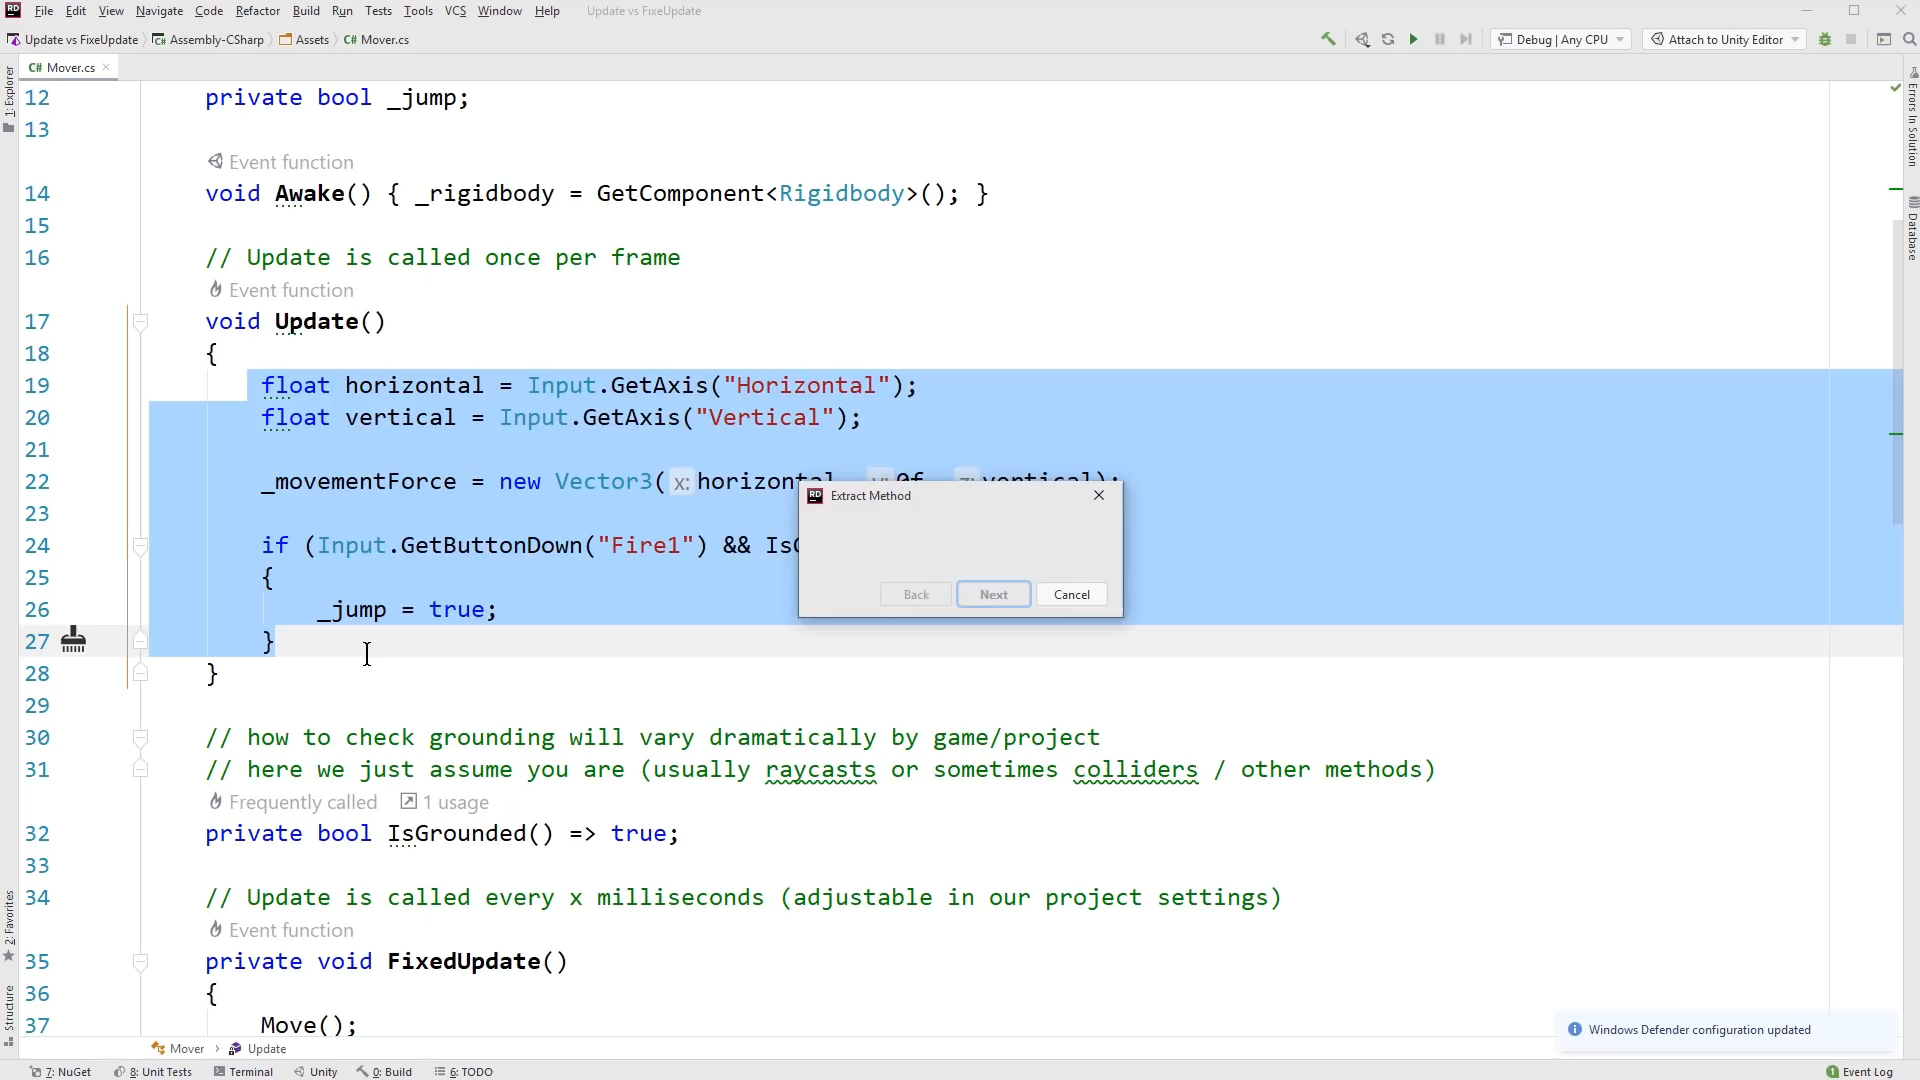 RD File Edit View Navigate Code Refactor Build Run Tests Tools VCS Window Help Update vs FixeUpdate
Update vs FixeUpdate Assembly-CSharp Assets C# Mover.cs Debug | Any CPU Attach to Unity Editor
C# Mover.cs
1: Explorer
Errors In Solution
Database
12 private bool _jump;
13
Event function
14 void Awake() { _rigidbody = GetComponent<Rigidbody>(); }
15
16 // Update is called once per frame
Event function
17 void Update()
18 {
19 float horizontal = Input.GetAxis("Horizontal");
20 float vertical = Input.GetAxis("Vertical");
21
22 _movementForce = new Vector3( x: horizontal
23
24 if (Input.GetButtonDown("Fire1") && Is
25 {
26 _jump = true;
27 }
28 }
29
RD Extract Method
Back Next Cancel
30 // how to check grounding will vary dramatically by game/project
31 // here we just assume you are (usually raycasts or sometimes colliders / other methods)
Frequently called 1 usage
32 private bool IsGrounded() => true;
33
34 // Update is called every x milliseconds (adjustable in our project settings)
Event function
35 private void FixedUpdate()
36 {
37 Move();
2: Favorites
Structure
Windows Defender configuration updated
Mover Update
7: NuGet 8: Unit Tests Terminal Unity 0: Build 6: TODO 1 Event Log